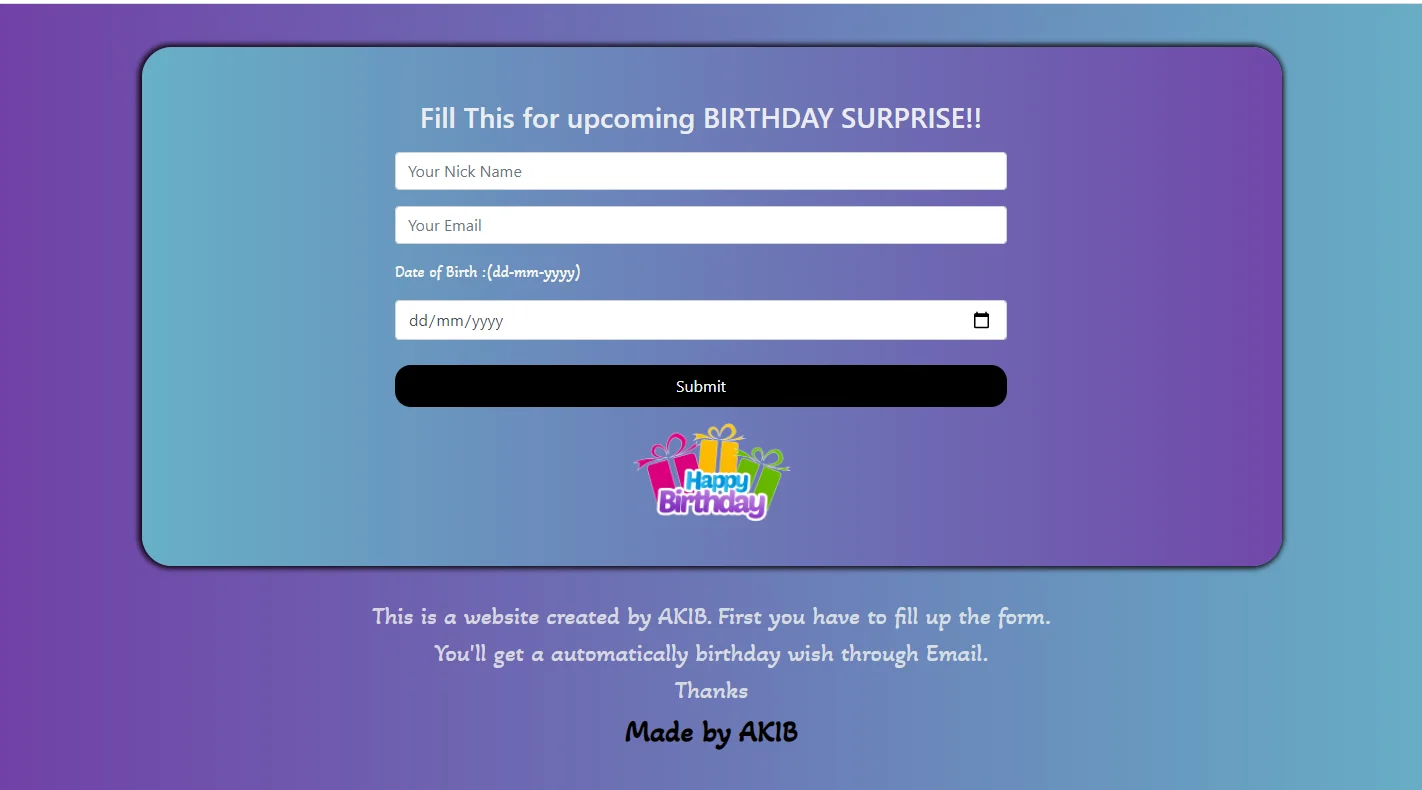 Fill This for upcoming BIRTHDAY SURPRISE!!
Your Nick Name
Your Email
Date of Birth :(dd-mm-yyyy)
dd/mm/yyyy
Submit
Happy
Birthday
This is a website created by AKIB. First you have to fill up the form.
You'll get a automatically birthday wish through Email.
Thanks
Made by AKIB